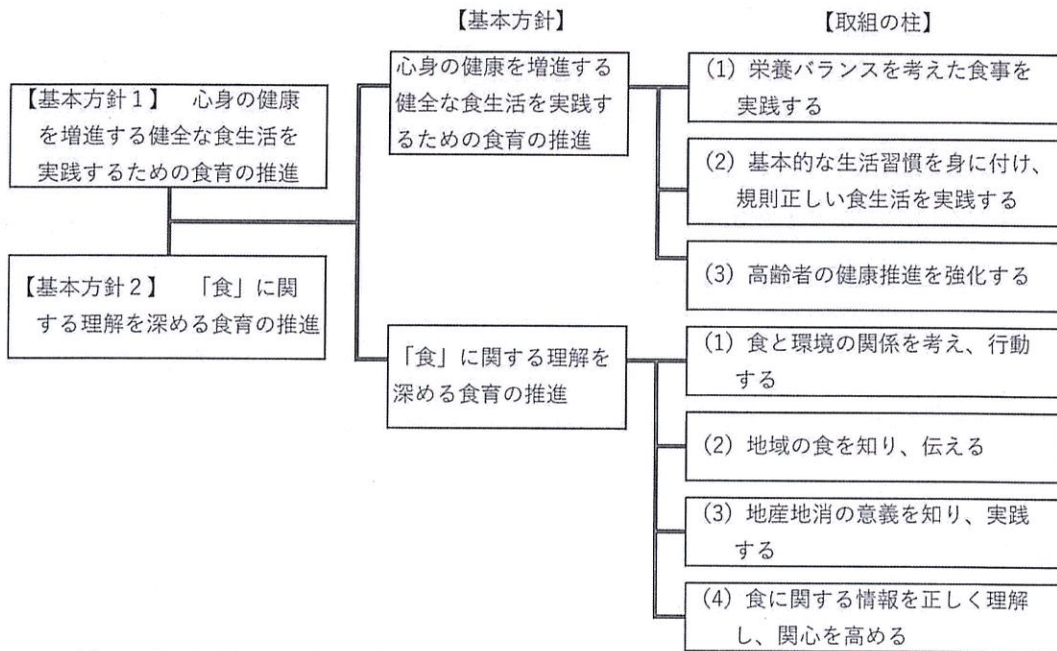 【基本方針】
【取組の柱】
【基本方針1】　心身の健康
を増進する健全な食生活を
実践するための食育の推進
【基本方針2】　「食」に関
する理解を深める食育の推進
心身の健康を増進する
健全な食生活を実践す
るための食育の推進
(1) 栄養バランスを考えた食事を
実践する
(2) 基本的な生活習慣を身に付け、
規則正しい食生活を実践する
(3) 高齢者の健康推進を強化する
「食」に関する理解を
深める食育の推進
(1) 食と環境の関係を考え、行動
する
(2) 地域の食を知り、伝える
(3) 地産地消の意義を知り、実践
する
(4) 食に関する情報を正しく理解
し、関心を高める